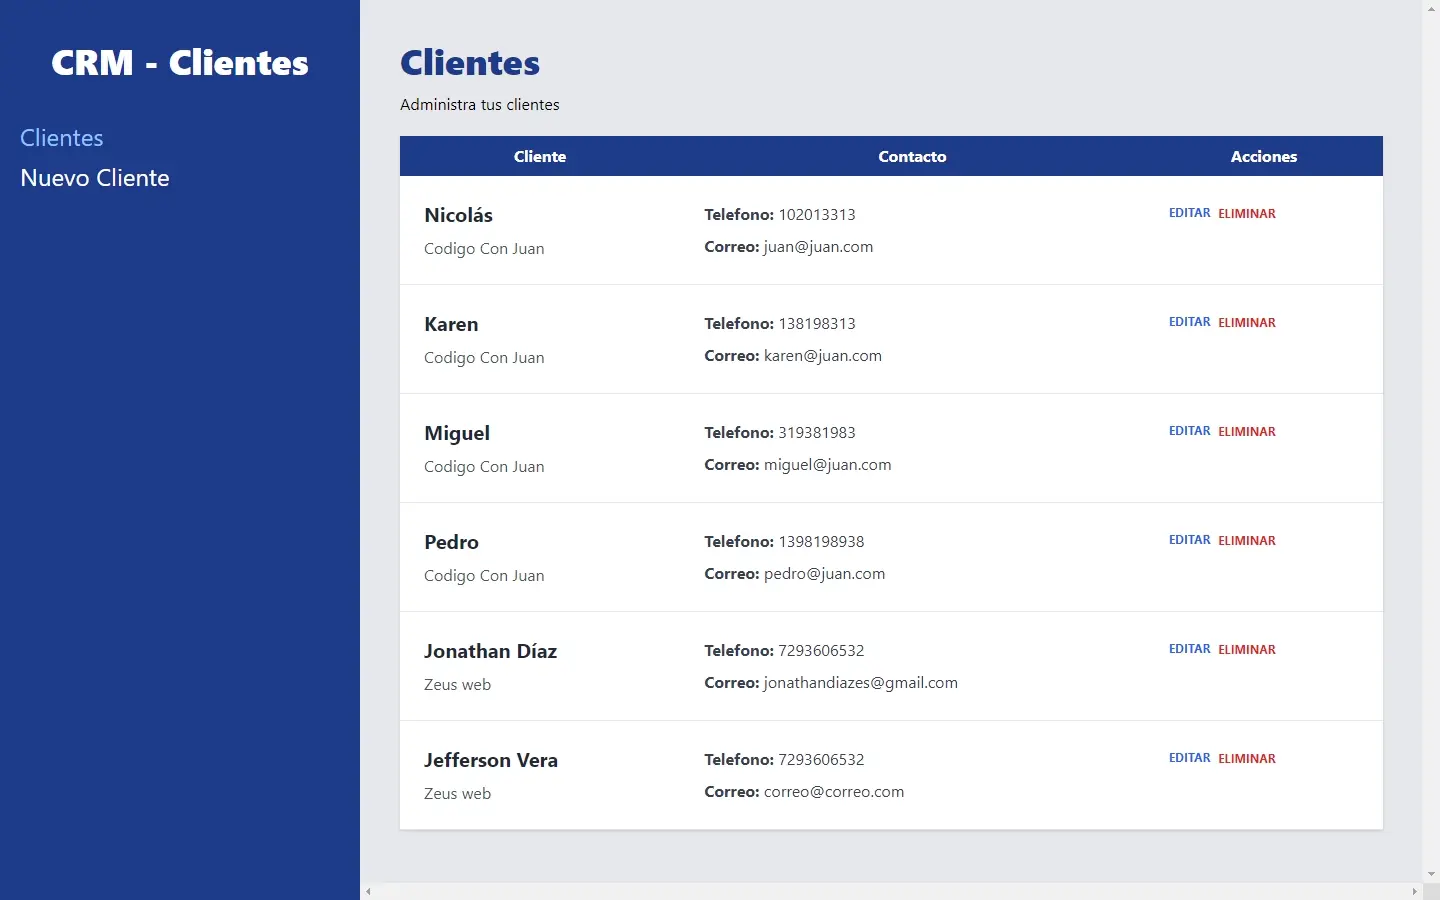 CRM - Clientes
Clientes
Nuevo Cliente
Clientes
Administra tus clientes
Cliente Contacto Acciones
Nicolás Telefono: 102013313 EDITAR ELIMINAR
Codigo Con Juan Correo: juan@juan.com
Karen Telefono: 138198313 EDITAR ELIMINAR
Codigo Con Juan Correo: karen@juan.com
Miguel Telefono: 319381983 EDITAR ELIMINAR
Codigo Con Juan Correo: miguel@juan.com
Pedro Telefono: 1398198938 EDITAR ELIMINAR
Codigo Con Juan Correo: pedro@juan.com
Jonathan Díaz Telefono: 7293606532 EDITAR ELIMINAR
Zeus web Correo: jonathandiazes@gmail.com
Jefferson Vera Telefono: 7293606532 EDITAR ELIMINAR
Zeus web Correo: correo@correo.com